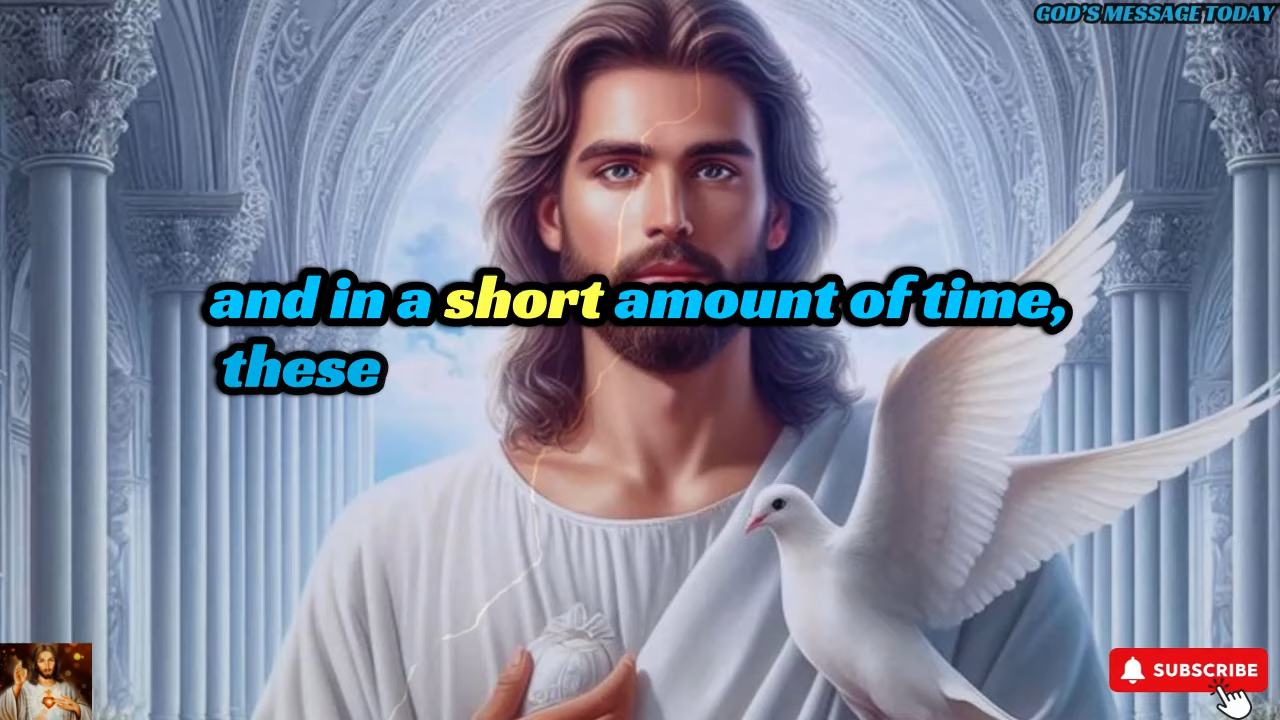 GOD'S MESSAGE TODAY
and in a short amount of time,
these
SUBSCRIBE